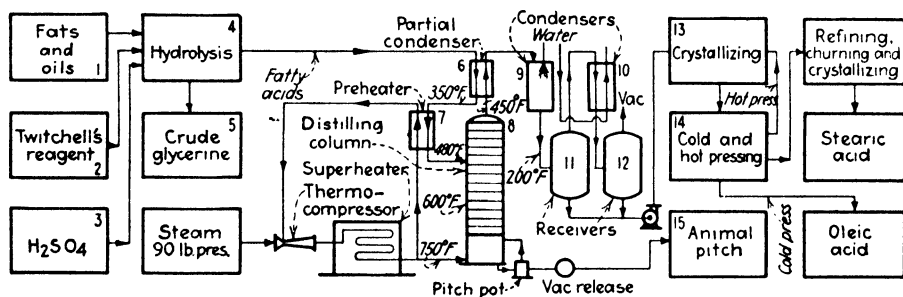 Fats
and
oils
1
Twitchell's
reagent
2
3
H₂SO₄
4
Hydrolysis
5
Crude
glycerine
Steam
90 lb. pres.
Fatty
acids
Partial
condenser
6
350°F
450°F
Preheater
7
480°F
Distilling
column
8
Superheater
Thermo-
compressor
600°F
750°F
Pitch pot
Vac release
Condensers
Water
9
10
Vac
200°F
11
12
Receivers
13
Crystallizing
Hot press
14
Cold and
hot pressing
Cold press
15
Animal
pitch
Refining,
churning and
crystallizing
Stearic
acid
Oleic
acid